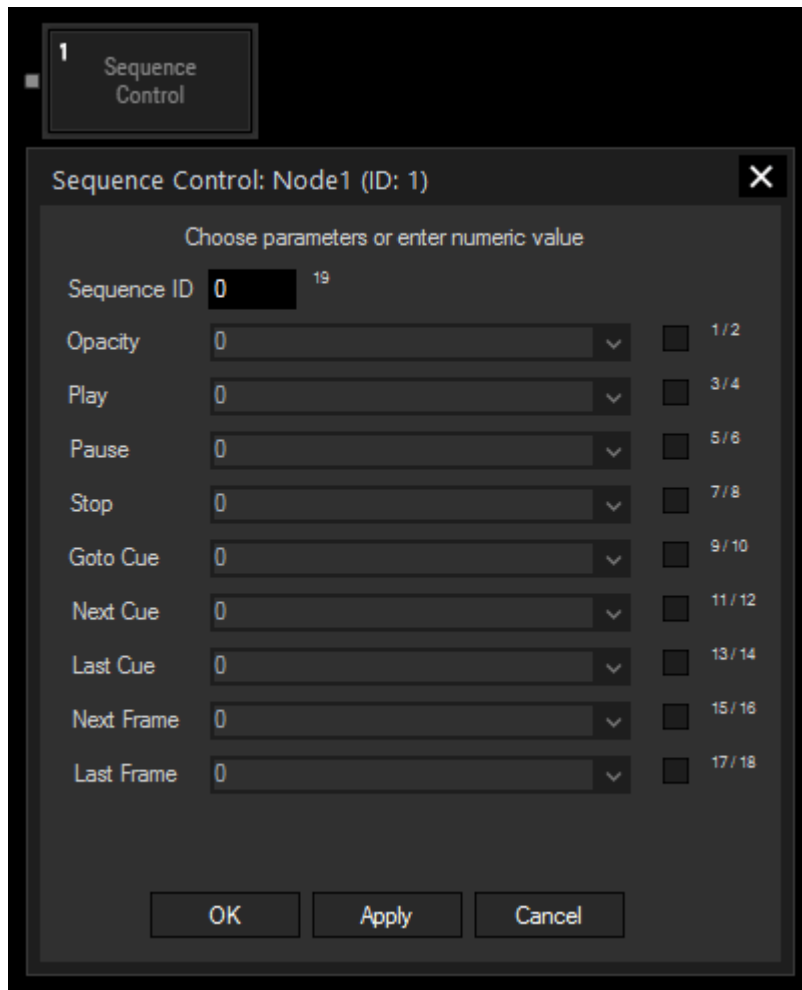 1
Sequence
Control
Sequence Control: Node1 (ID: 1)
Choose parameters or enter numeric value
Sequence ID 0 19
Opacity 0 1 / 2
Play 0 3 / 4
Pause 0 5 / 6
Stop 0 7 / 8
Goto Cue 0 9 / 10
Next Cue 0 11 / 12
Last Cue 0 13 / 14
Next Frame 0 15 / 16
Last Frame 0 17 / 18
OK Apply Cancel